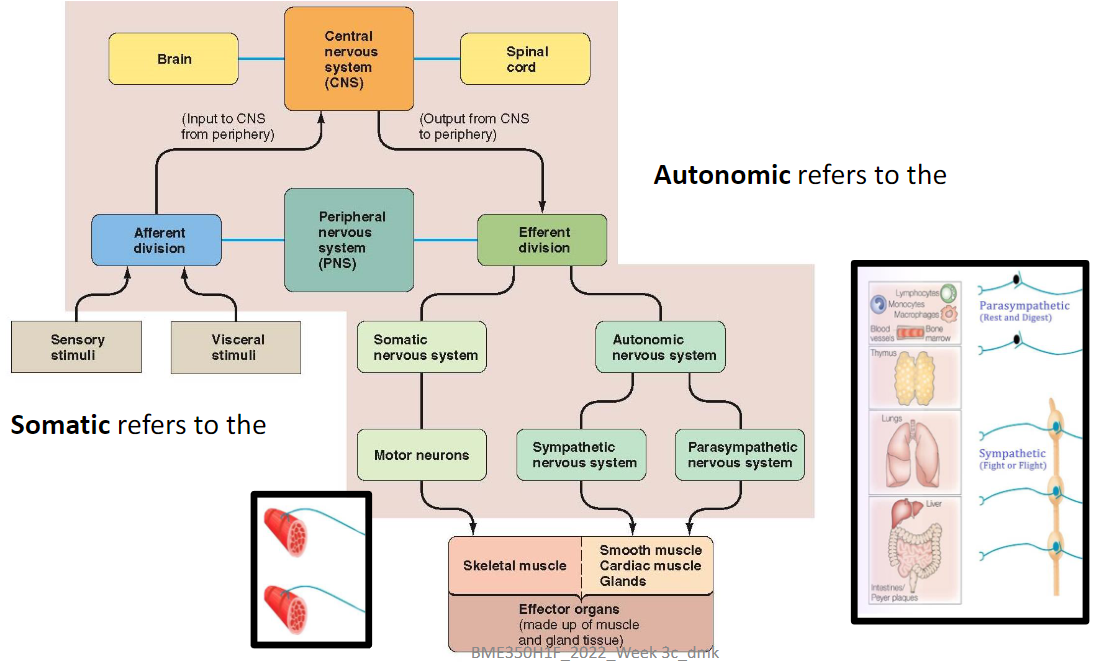 Brain
Central
nervous
system
(CNS)
Spinal
cord
(Input to CNS
from periphery)
(Output from CNS
to periphery)
Autonomic refers to the
Afferent
division
Peripheral
nervous
system
(PNS)
Efferent
division
Sensory
stimuli
Visceral
stimuli
Somatic
nervous system
Autonomic
nervous system
Somatic refers to the
Motor neurons
Sympathetic
nervous system
Parasympathetic
nervous system
Skeletal muscle
Smooth muscle
Cardiac muscle
Glands
Effector organs
(made up of muscle
and gland tissue)
BME350H1F_2022_Week 3c_dmk
Lymphocytes
Monocytes
Macrophages
Blood
vessels
Bone
marrow
Thymus
Lungs
Liver
Intestines/
Peyer plaques
Parasympathetic
(Rest and Digest)
Sympathetic
(Fight or Flight)